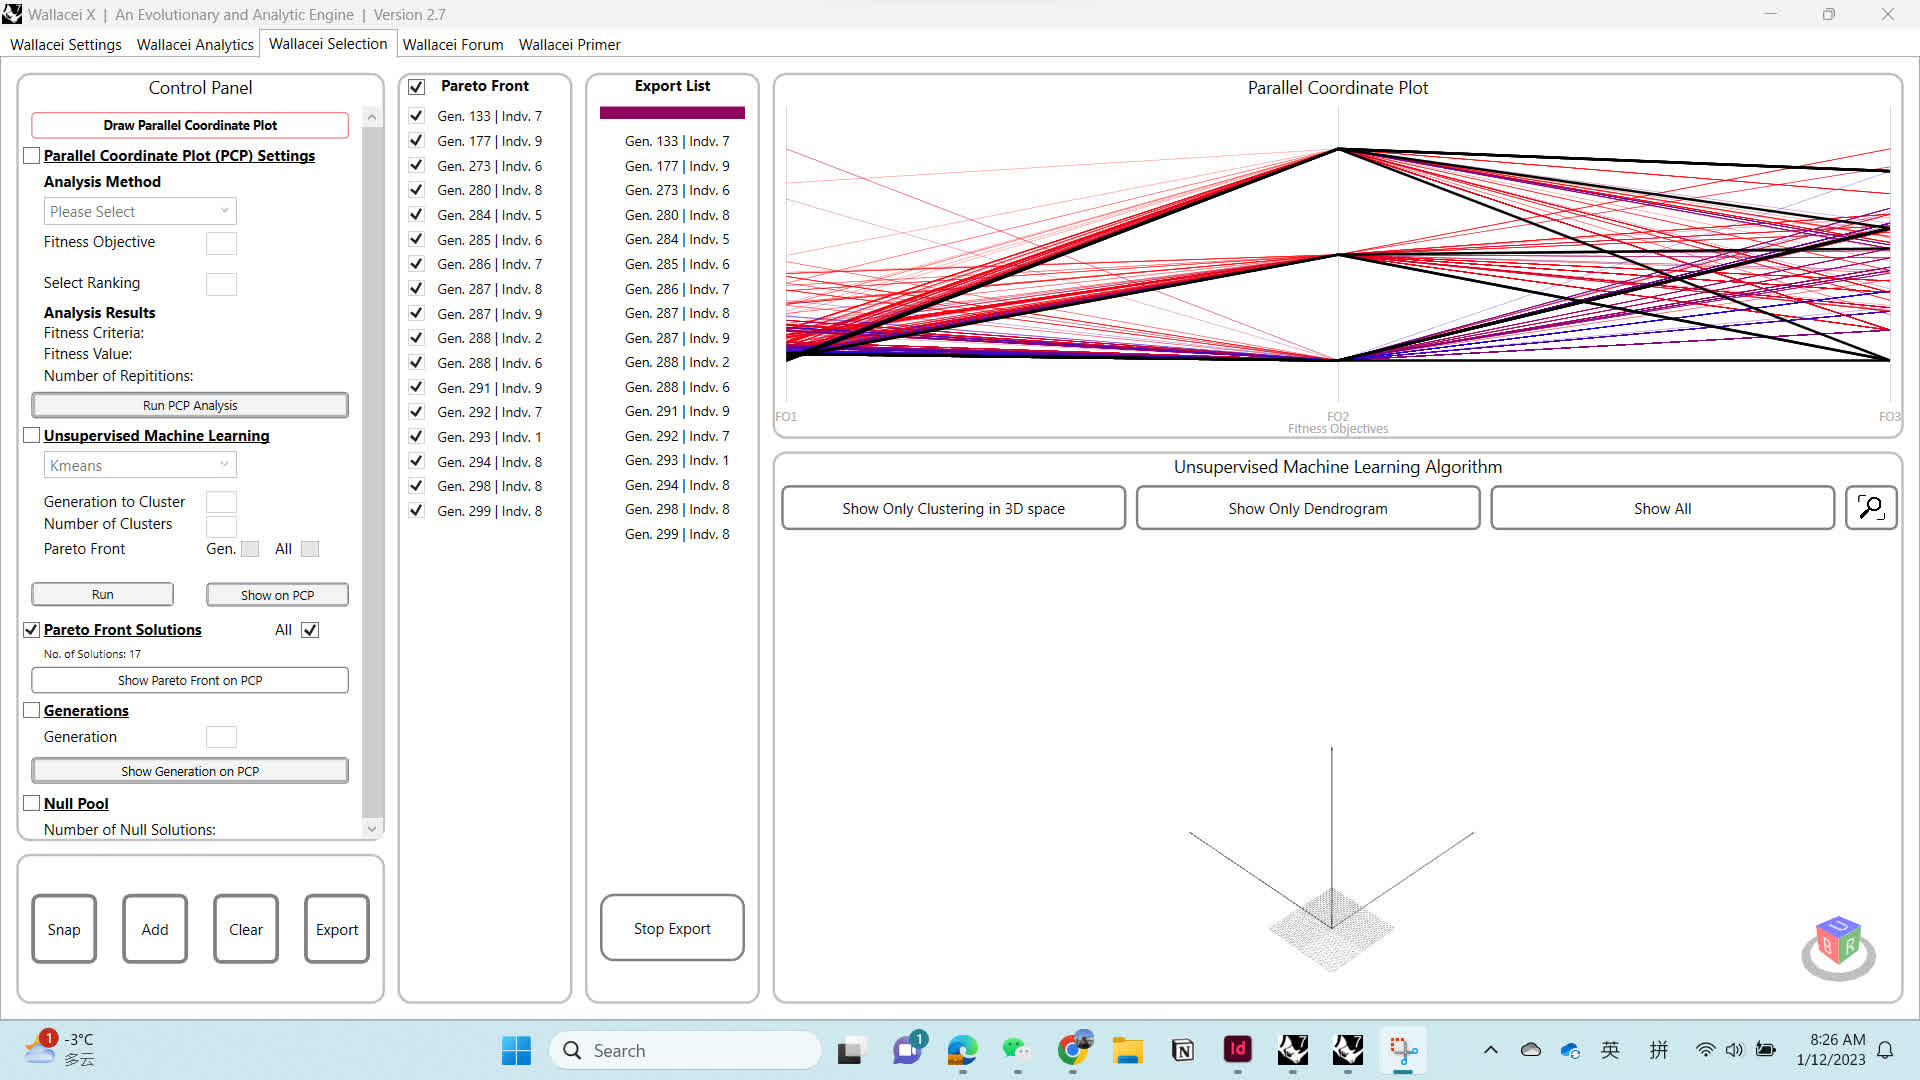 Wallacei X | An Evolutionary and Analytic Engine | Version 2.7
Wallacei Settings Wallacei Analytics Wallacei Selection Wallacei Forum Wallacei Primer
Control Panel
Draw Parallel Coordinate Plot
Parallel Coordinate Plot (PCP) Settings
Analysis Method
Please Select
Fitness Objective
Select Ranking
Analysis Results
Fitness Criteria:
Fitness Value:
Number of Repititions:
Run PCP Analysis
Unsupervised Machine Learning
Kmeans
Generation to Cluster
Number of Clusters
Pareto Front Gen. All
Run Show on PCP
Pareto Front Solutions All
No. of Solutions: 17
Show Pareto Front on PCP
Generations
Generation
Show Generation on PCP
Null Pool
Number of Null Solutions:
Snap Add Clear Export
Pareto Front
Gen. 133 | Indv. 7
Gen. 177 | Indv. 9
Gen. 273 | Indv. 6
Gen. 280 | Indv. 8
Gen. 284 | Indv. 5
Gen. 285 | Indv. 6
Gen. 286 | Indv. 7
Gen. 287 | Indv. 8
Gen. 287 | Indv. 9
Gen. 288 | Indv. 2
Gen. 288 | Indv. 6
Gen. 291 | Indv. 9
Gen. 292 | Indv. 7
Gen. 293 | Indv. 1
Gen. 294 | Indv. 8
Gen. 298 | Indv. 8
Gen. 299 | Indv. 8
Export List
Gen. 133 | Indv. 7
Gen. 177 | Indv. 9
Gen. 273 | Indv. 6
Gen. 280 | Indv. 8
Gen. 284 | Indv. 5
Gen. 285 | Indv. 6
Gen. 286 | Indv. 7
Gen. 287 | Indv. 8
Gen. 287 | Indv. 9
Gen. 288 | Indv. 2
Gen. 288 | Indv. 6
Gen. 291 | Indv. 9
Gen. 292 | Indv. 7
Gen. 293 | Indv. 1
Gen. 294 | Indv. 8
Gen. 298 | Indv. 8
Gen. 299 | Indv. 8
Stop Export
Parallel Coordinate Plot
FO1 FO2 FO3
Fitness Objectives
Unsupervised Machine Learning Algorithm
Show Only Clustering in 3D space Show Only Dendrogram Show All
U
B R
1 -3°C
多云
Search
1
N
Id
7
7
英 拼
8:26 AM
1/12/2023